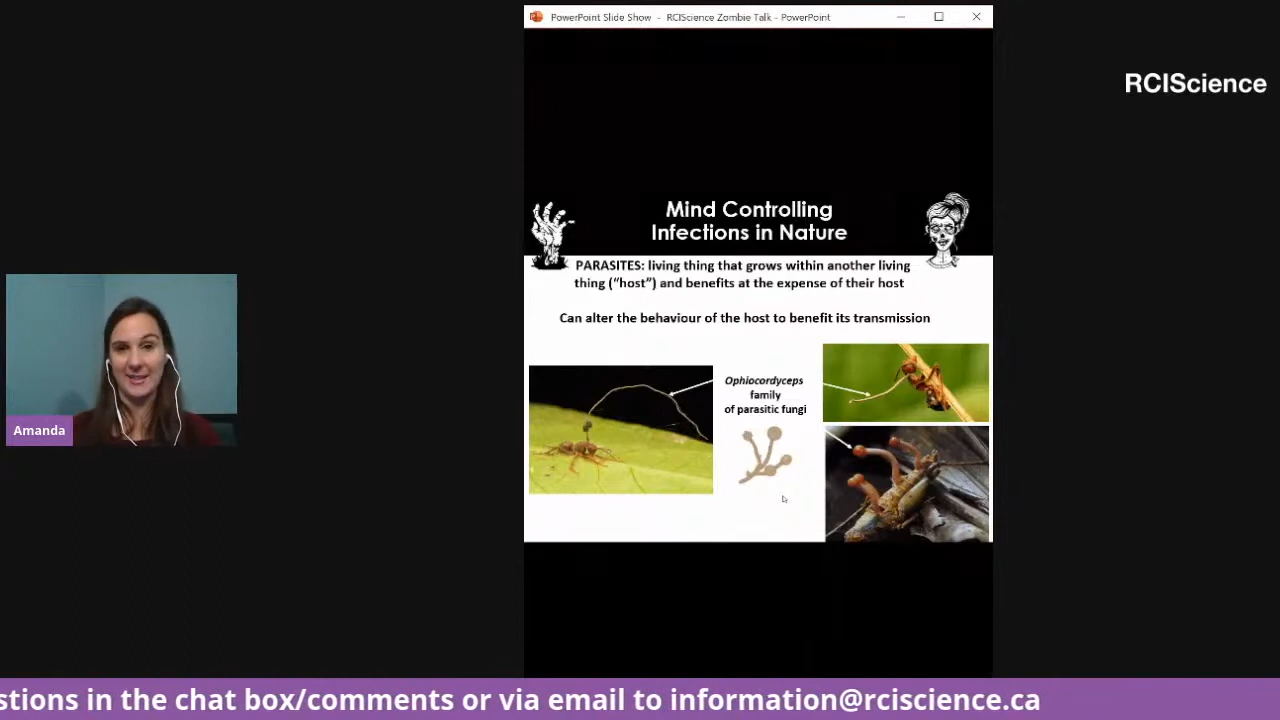 PowerPoint Slide Show - RCIScience Zombie Talk - PowerPoint
RCIScience
Mind Controlling
Infections in Nature
PARASITES: living thing that grows within another living
thing (“host”) and benefits at the expense of their host
Can alter the behaviour of the host to benefit its transmission
Ophiocordyceps
family
of parasitic fungi
Amanda
stions in the chat box/comments or via email to information@rciscience.ca